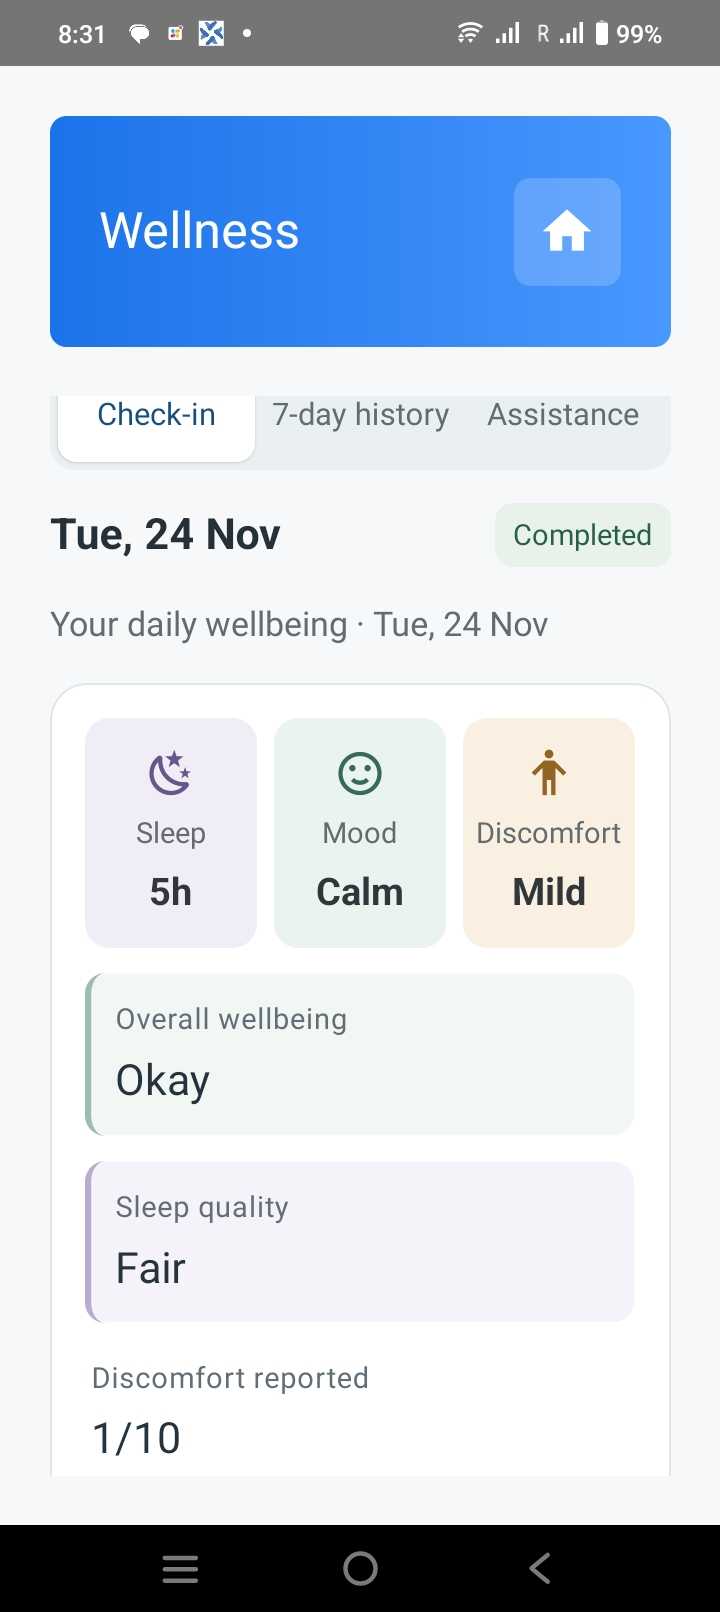 8:31 R 99%
Wellness
Check-in 7-day history Assistance
Tue, 24 Nov Completed
Your daily wellbeing · Tue, 24 Nov
Sleep Mood Discomfort
5h Calm Mild
Overall wellbeing
Okay
Sleep quality
Fair
Discomfort reported
1/10